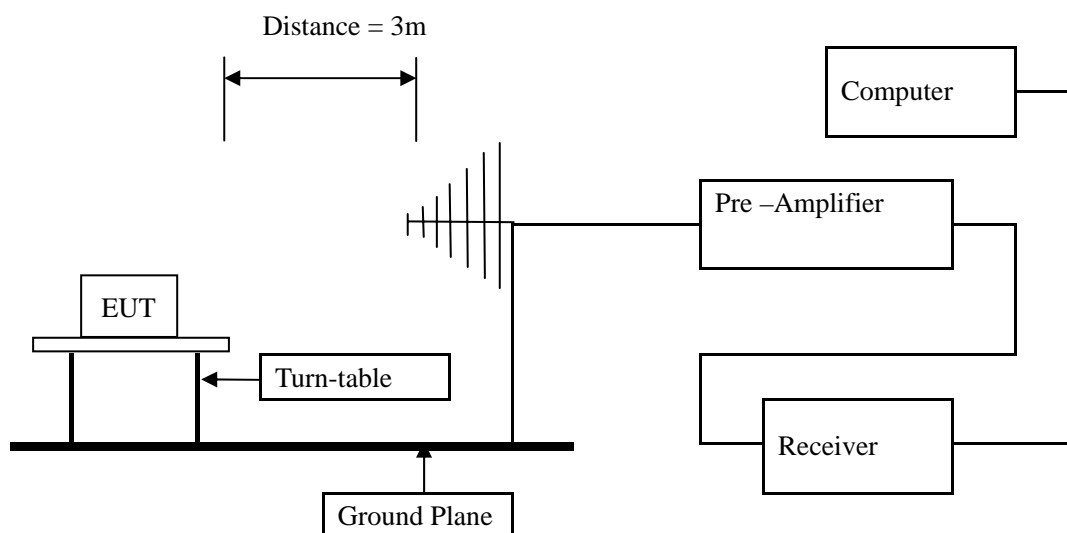 Distance = 3m
Computer
Pre –Amplifier
EUT
Turn-table
Receiver
Ground Plane